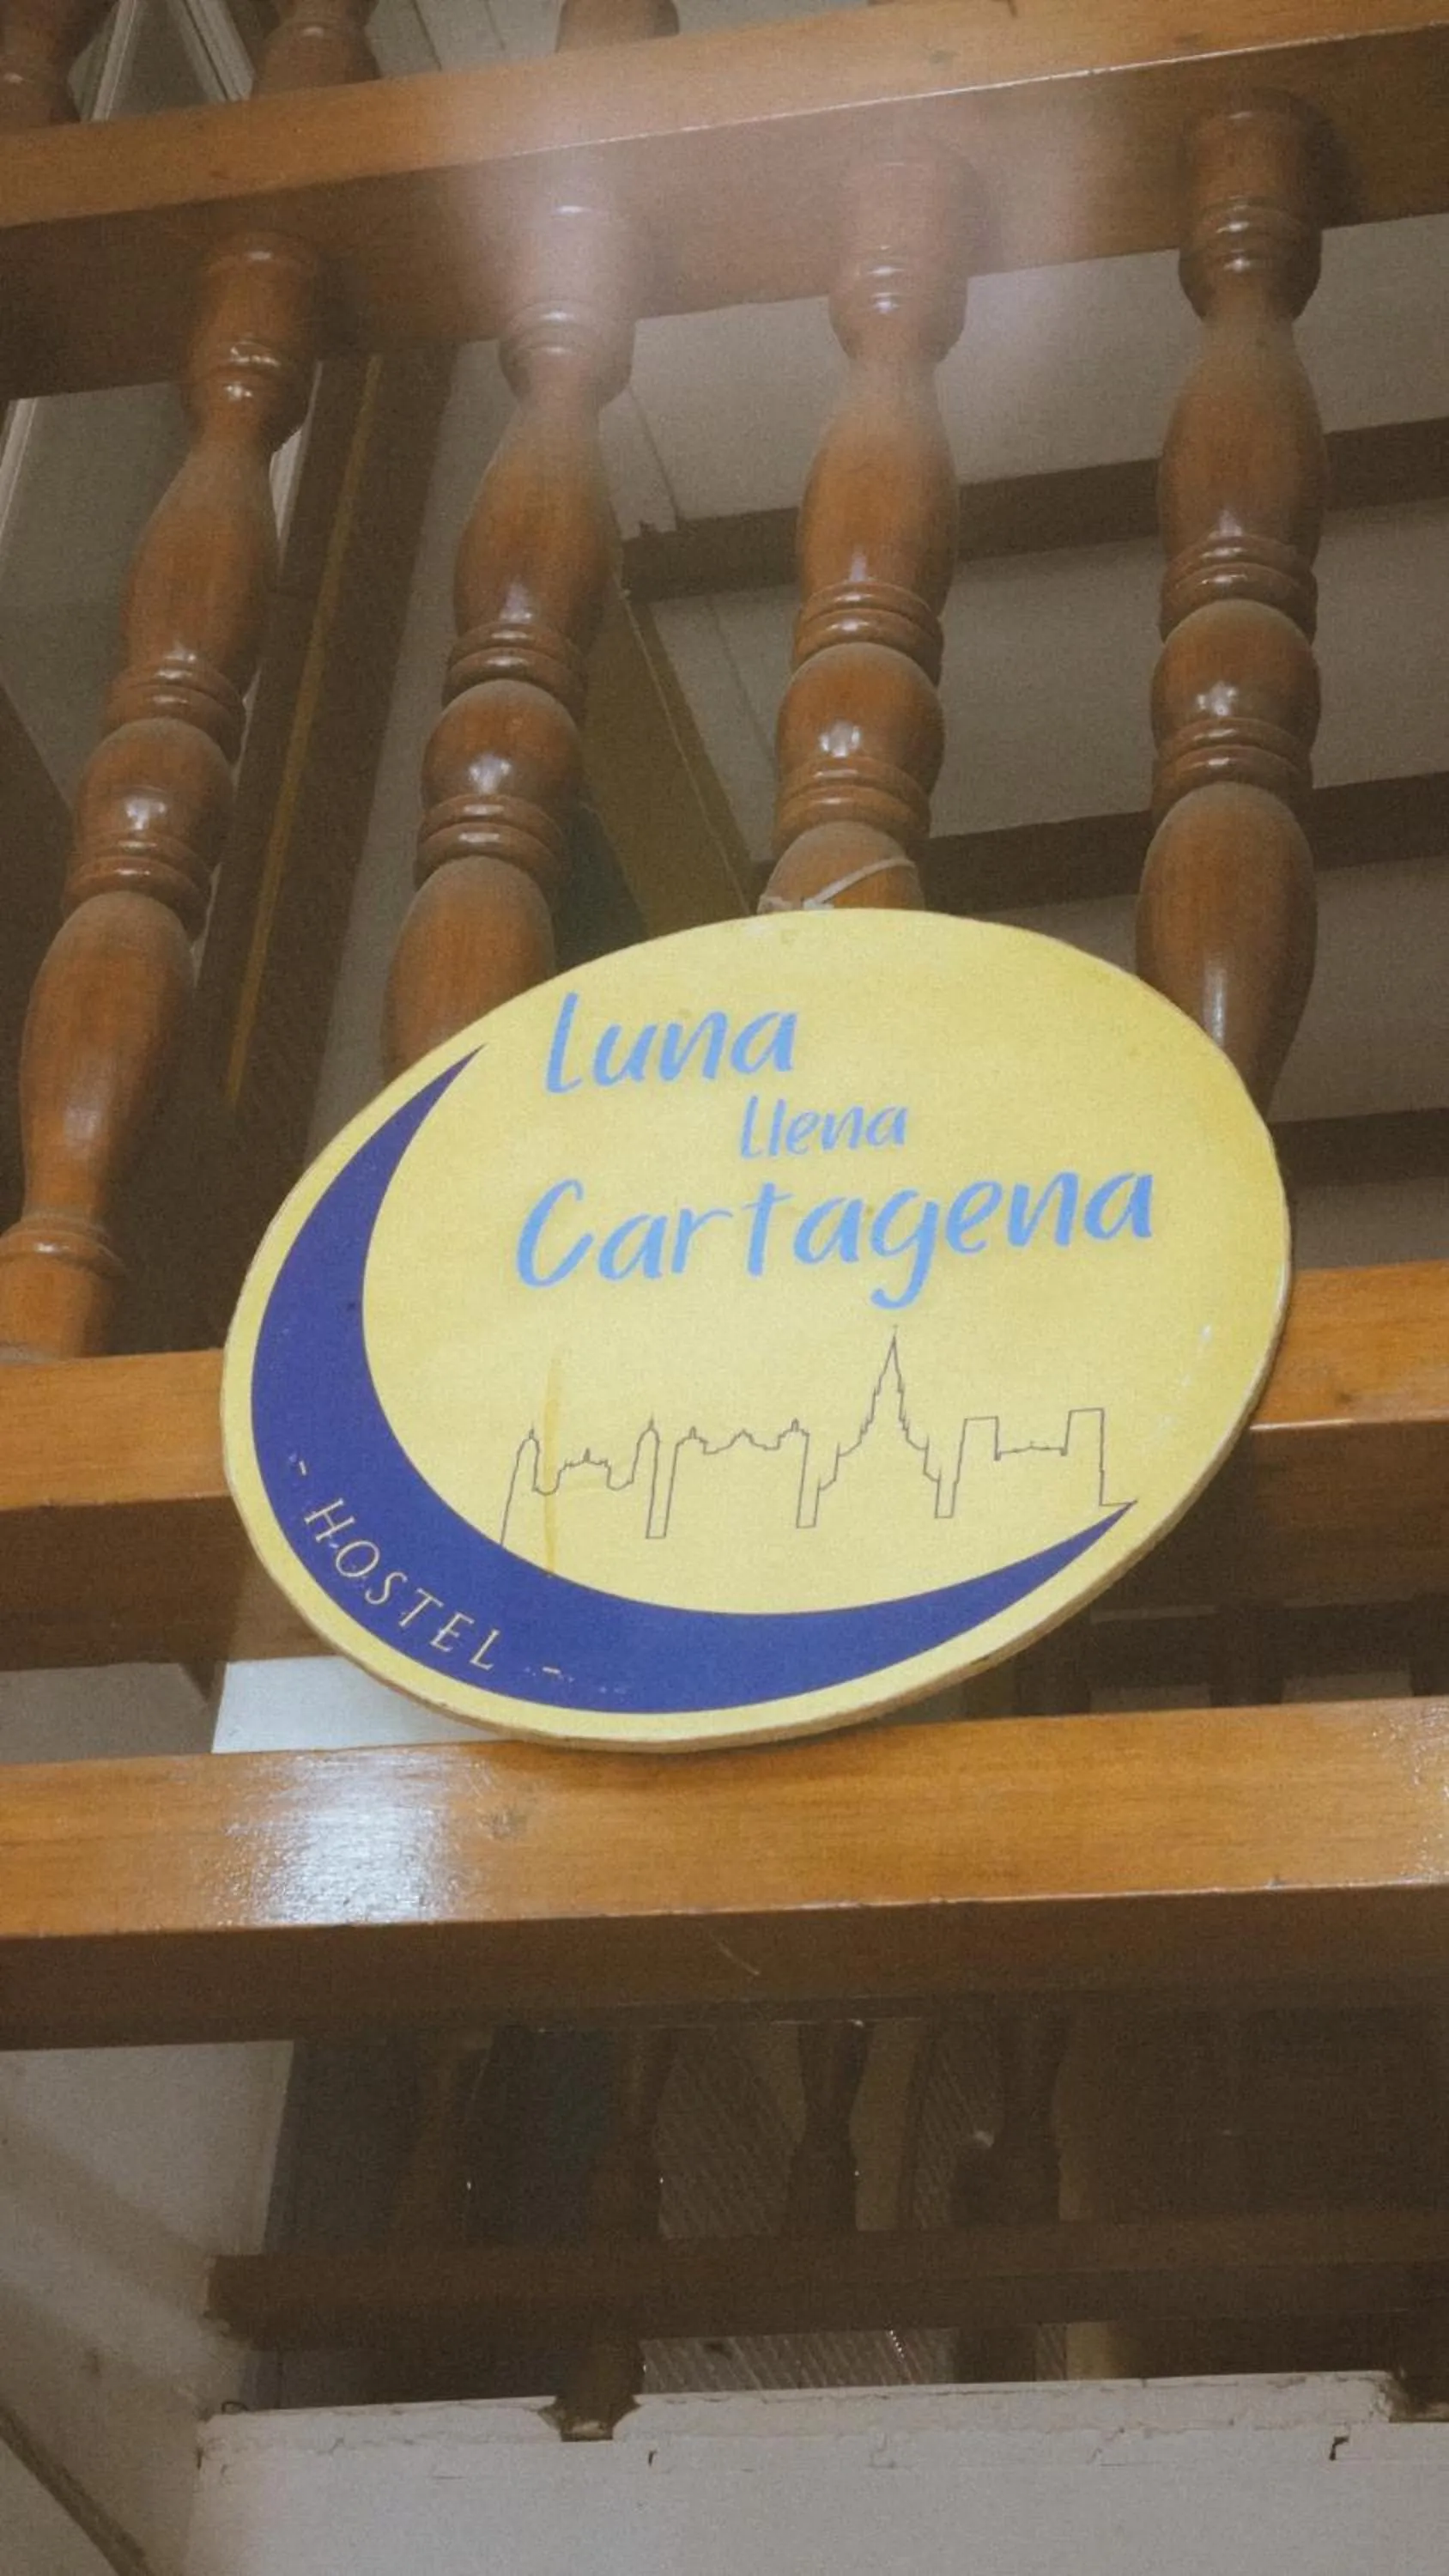 Luna
Llena
Cartagena
- HOSTEL -